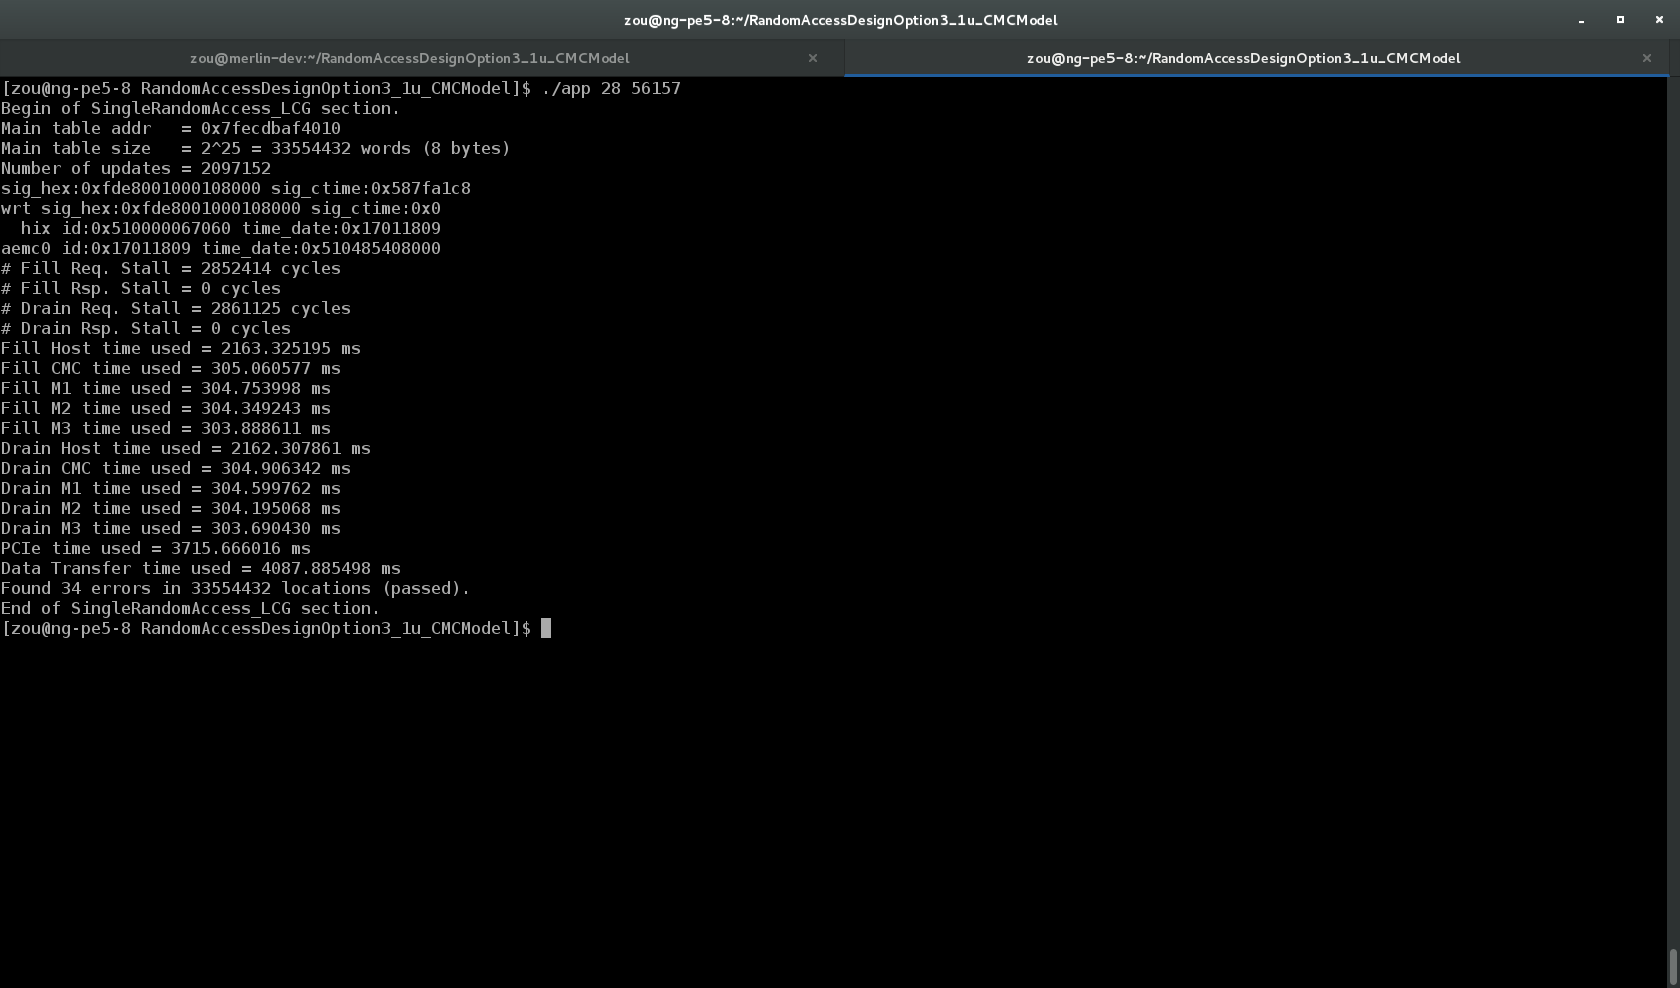 zou@ng-pe5-8:~/RandomAccessDesignOption3_1u_CMCModel
zou@merlin-dev:~/RandomAccessDesignOption3_1u_CMCModel
zou@ng-pe5-8:~/RandomAccessDesignOption3_1u_CMCModel
[zou@ng-pe5-8 RandomAccessDesignOption3_1u_CMCModel]$ ./app 28 56157
Begin of SingleRandomAccess_LCG section.
Main table addr   = 0x7fecdbaf4010
Main table size   = 2^25 = 33554432 words (8 bytes)
Number of updates = 2097152
sig_hex:0xfde8001000108000 sig_ctime:0x587fa1c8
wrt sig_hex:0xfde8001000108000 sig_ctime:0x0
  hix id:0x510000067060 time_date:0x17011809
aemc0 id:0x17011809 time_date:0x510485408000
# Fill Req. Stall = 2852414 cycles
# Fill Rsp. Stall = 0 cycles
# Drain Req. Stall = 2861125 cycles
# Drain Rsp. Stall = 0 cycles
Fill Host time used = 2163.325195 ms
Fill CMC time used = 305.060577 ms
Fill M1 time used = 304.753998 ms
Fill M2 time used = 304.349243 ms
Fill M3 time used = 303.888611 ms
Drain Host time used = 2162.307861 ms
Drain CMC time used = 304.906342 ms
Drain M1 time used = 304.599762 ms
Drain M2 time used = 304.195068 ms
Drain M3 time used = 303.690430 ms
PCIe time used = 3715.666016 ms
Data Transfer time used = 4087.885498 ms
Found 34 errors in 33554432 locations (passed).
End of SingleRandomAccess_LCG section.
[zou@ng-pe5-8 RandomAccessDesignOption3_1u_CMCModel]$